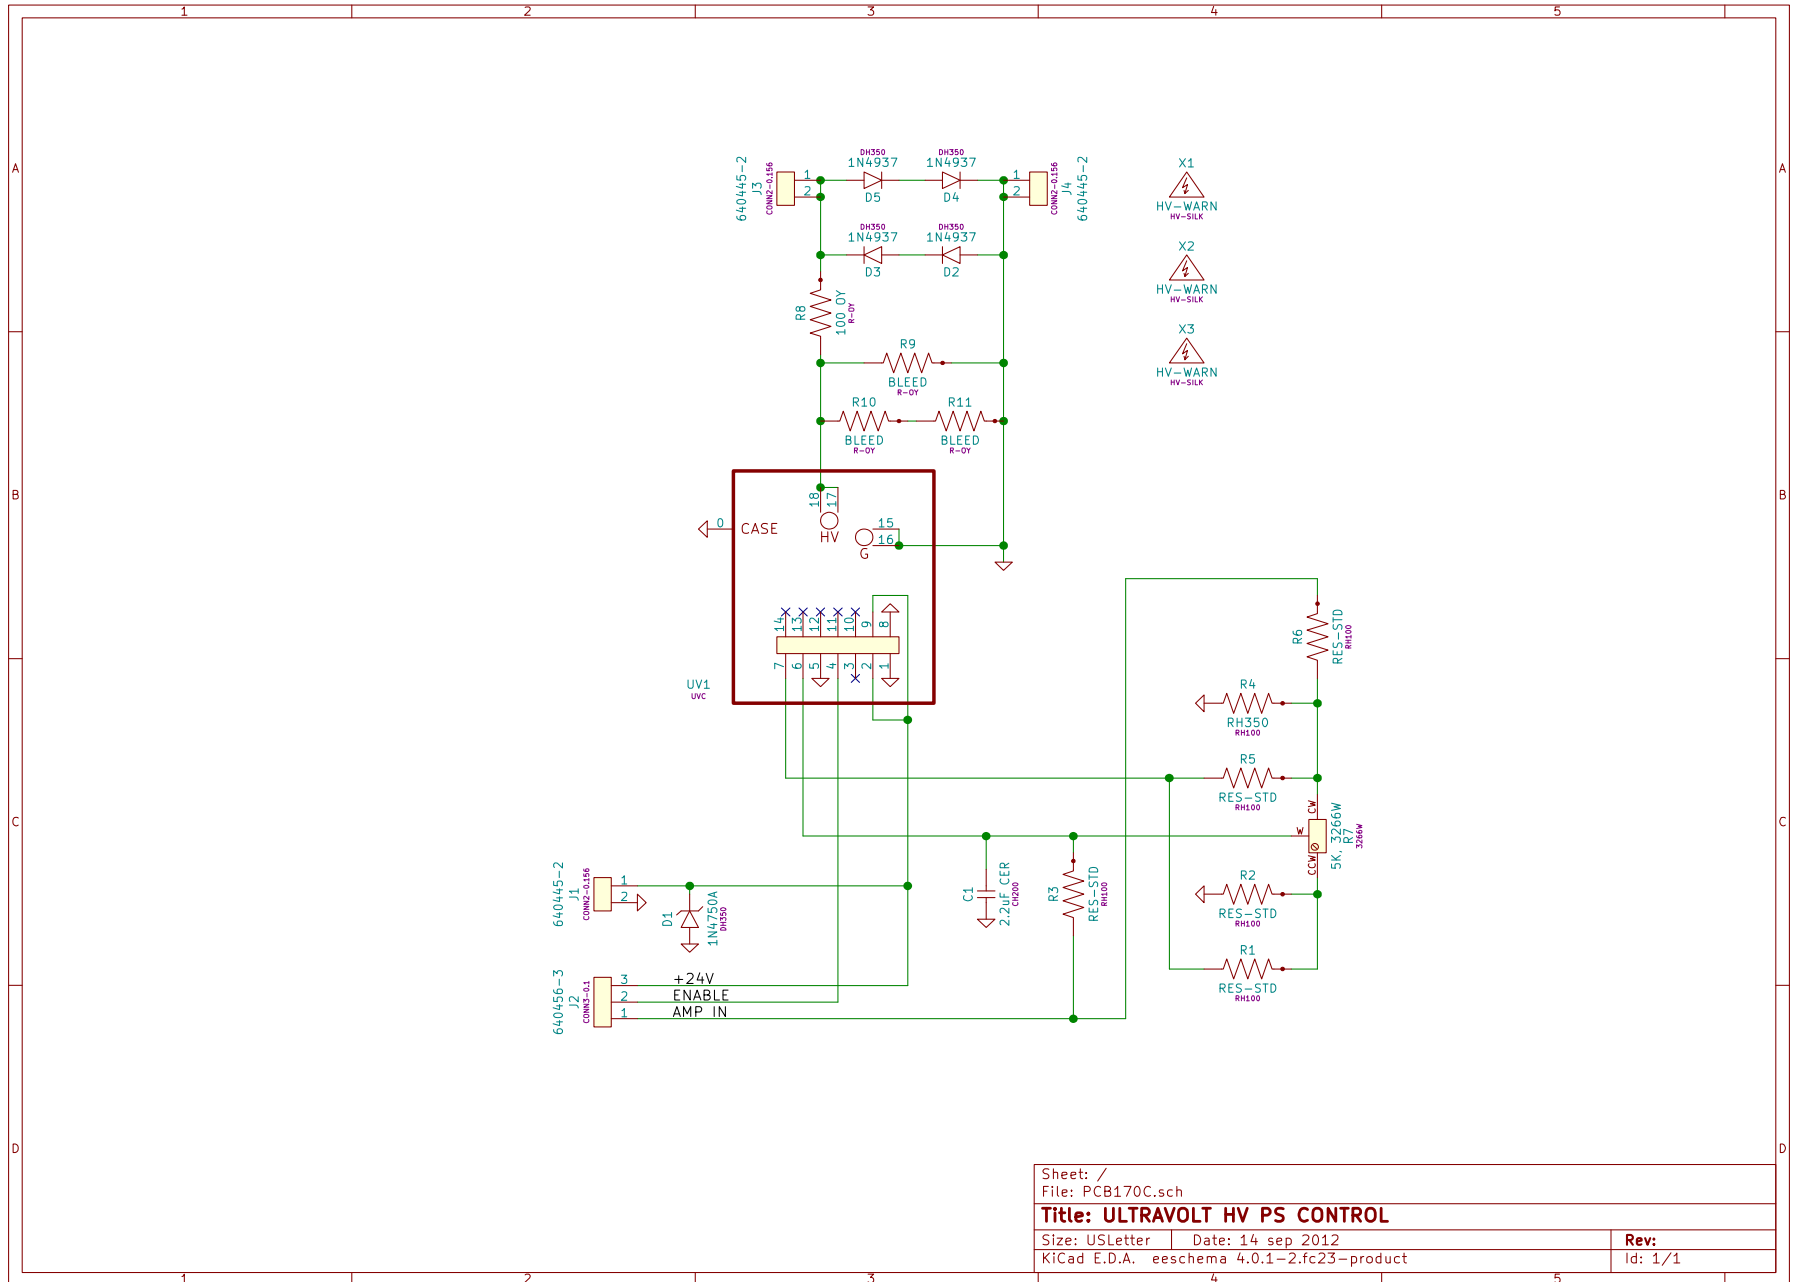 1 2 3 4 5
A A
B B
C C
D D
640445-2
J3
CONN2-0.156
1
2
DH350
1N4937
D5
DH350
1N4937
D4
1
2
J4
CONN2-0.156
640445-2
DH350
1N4937
D3
DH350
1N4937
D2
X1
HV-WARN
HV-SILK
X2
HV-WARN
HV-SILK
X3
HV-WARN
HV-SILK
R8
100 OY
R-OY
R9
BLEED
R-OY
R10
BLEED
R-OY
R11
BLEED
R-OY
0 CASE
18 17
HV
15
16
G
14 13 12 11 10 9 8
7 6 5 4 3 2 1
UV1
UVC
R6
RES-STD
RH100
R4
RH350
RH100
R5
RES-STD
RH100
CW
W
CCW
5K, 3266W
R7
3266W
R2
RES-STD
RH100
R1
RES-STD
RH100
C1
2.2uF CER
CH200
R3
RES-STD
RH100
640445-2
J1
CONN2-0.156
1
2
D1
1N4750A
DH350
640456-3
J2
CONN3-0.1
3 +24V
2 ENABLE
1 AMP IN
Sheet: /
File: PCB170C.sch
Title: ULTRAVOLT HV PS CONTROL
Size: USLetter Date: 14 sep 2012 Rev:
KiCad E.D.A. eeschema 4.0.1-2.fc23-product Id: 1/1
1 2 3 4 5